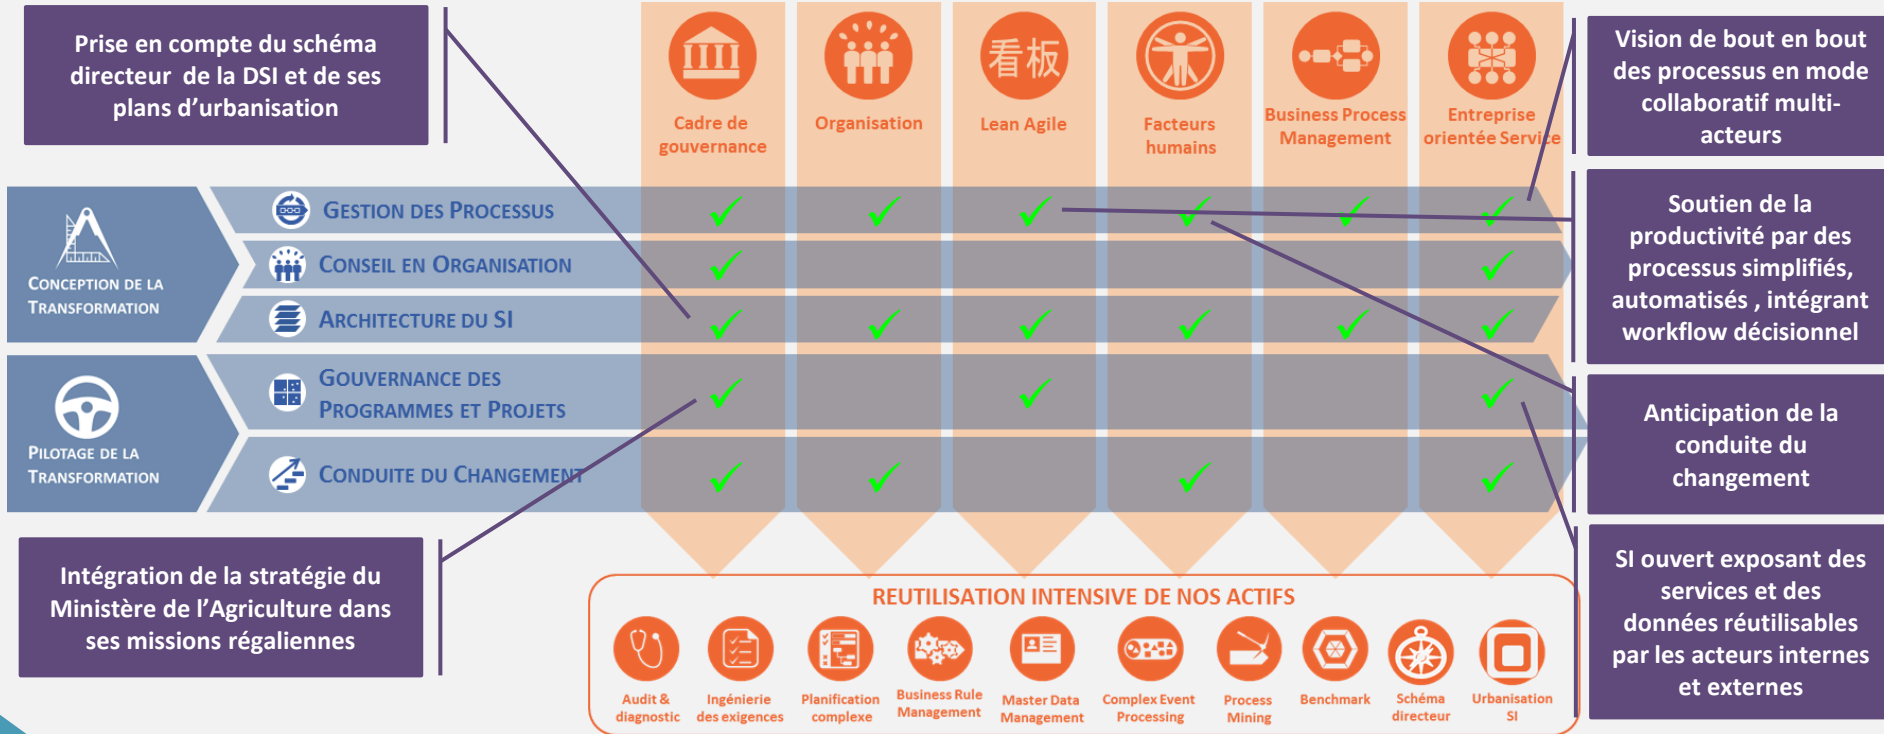 Prise en compte du schéma
directeur de la DSI et de ses
plans d’urbanisation
看板
Cadre de
gouvernance
Organisation
Lean Agile
Facteurs
humains
Business Process
Management
Entreprise
orientée Service
Vision de bout en bout
des processus en mode
collaboratif multi-
acteurs
CONCEPTION DE LA
TRANSFORMATION
GESTION DES PROCESSUS
CONSEIL EN ORGANISATION
ARCHITECTURE DU SI
Soutien de la
productivité par des
processus simplifiés,
automatisés , intégrant
workflow décisionnel
PILOTAGE DE LA
TRANSFORMATION
GOUVERNANCE DES
PROGRAMMES ET PROJETS
CONDUITE DU CHANGEMENT
Anticipation de la
conduite du
changement
Intégration de la stratégie du
Ministère de l’Agriculture dans
ses missions régaliennes
SI ouvert exposant des
services et des
données réutilisables
par les acteurs internes
et externes
REUTILISATION INTENSIVE DE NOS ACTIFS
Audit &
diagnostic
Ingénierie
des exigences
Planification
complexe
Business Rule
Management
Master Data
Management
Complex Event
Processing
Process
Mining
Benchmark
Schéma
directeur
Urbanisation
SI